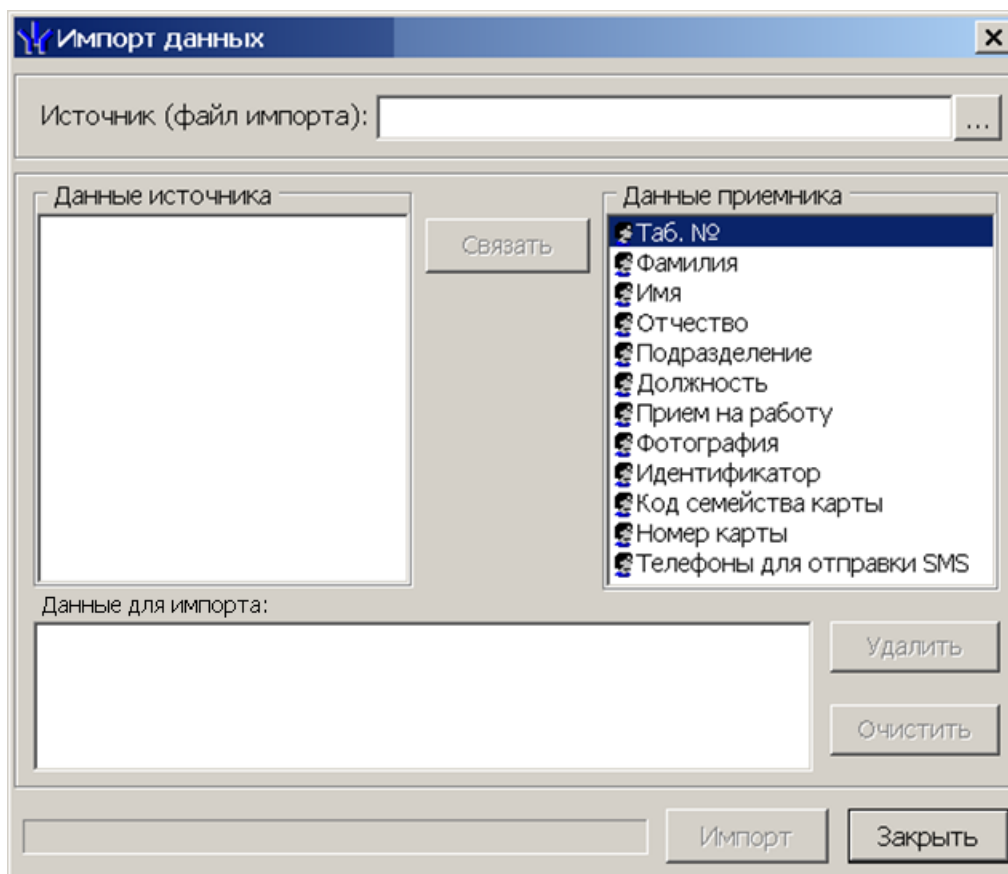 Импорт данных
Источник (файл импорта):
...
Данные источника
Связать
Данные приемника
Таб. №
Фамилия
Имя
Отчество
Подразделение
Должность
Прием на работу
Фотография
Идентификатор
Код семейства карты
Номер карты
Телефоны для отправки SMS
Данные для импорта:
Удалить
Очистить
Импорт
Закрыть